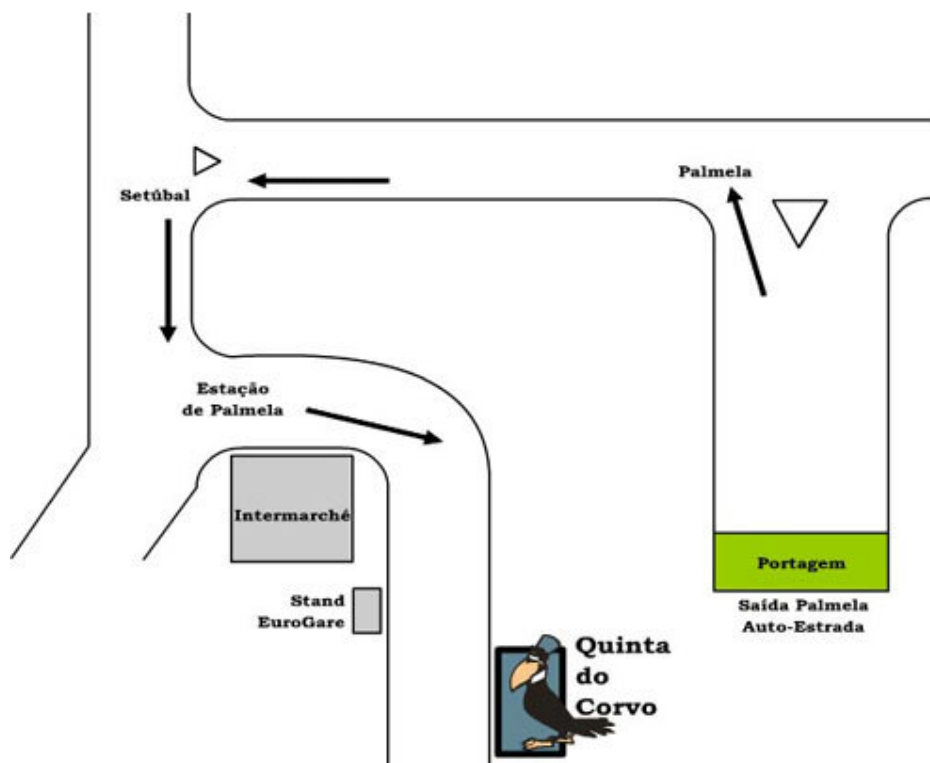 Palmela
Setúbal
Estação
de Palmela
Intermarché
Portagem
Stand
EuroGare
Saída Palmela
Auto-Estrada
Quinta
do
Corvo